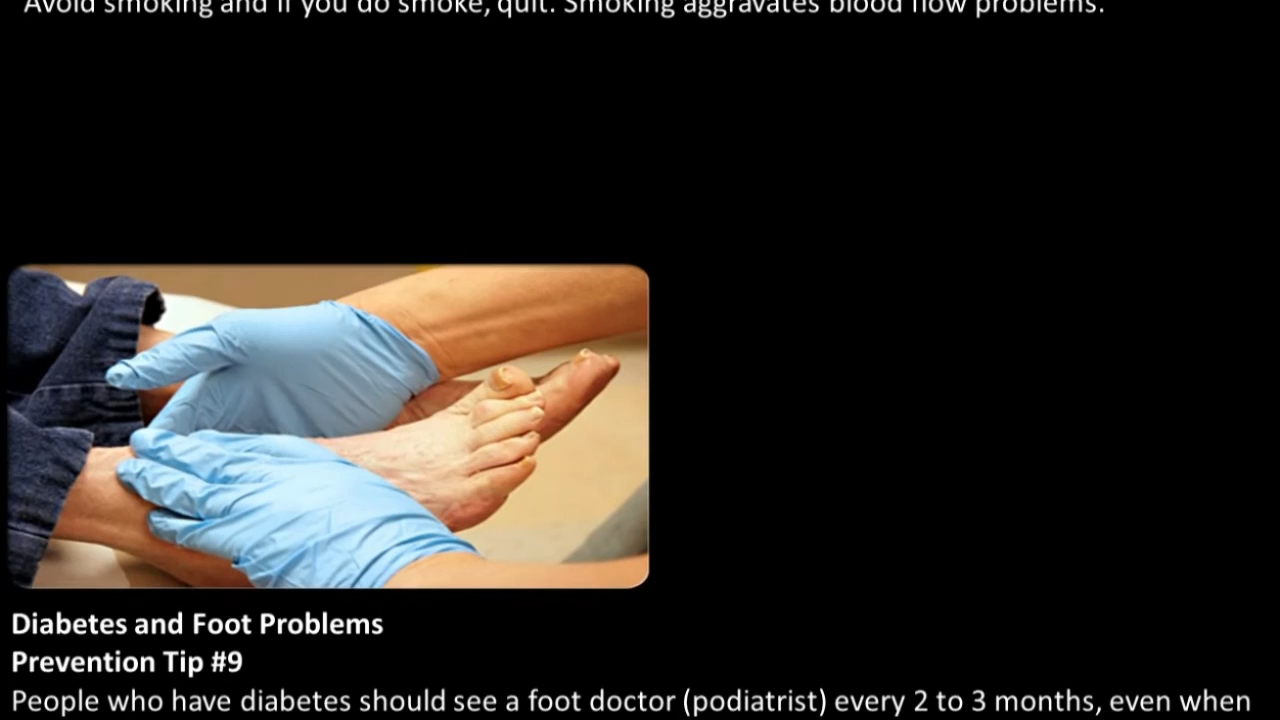 Avoid smoking and if you do smoke, quit. Smoking aggravates blood flow problems.
Diabetes and Foot Problems
Prevention Tip #9
People who have diabetes should see a foot doctor (podiatrist) every 2 to 3 months, even when